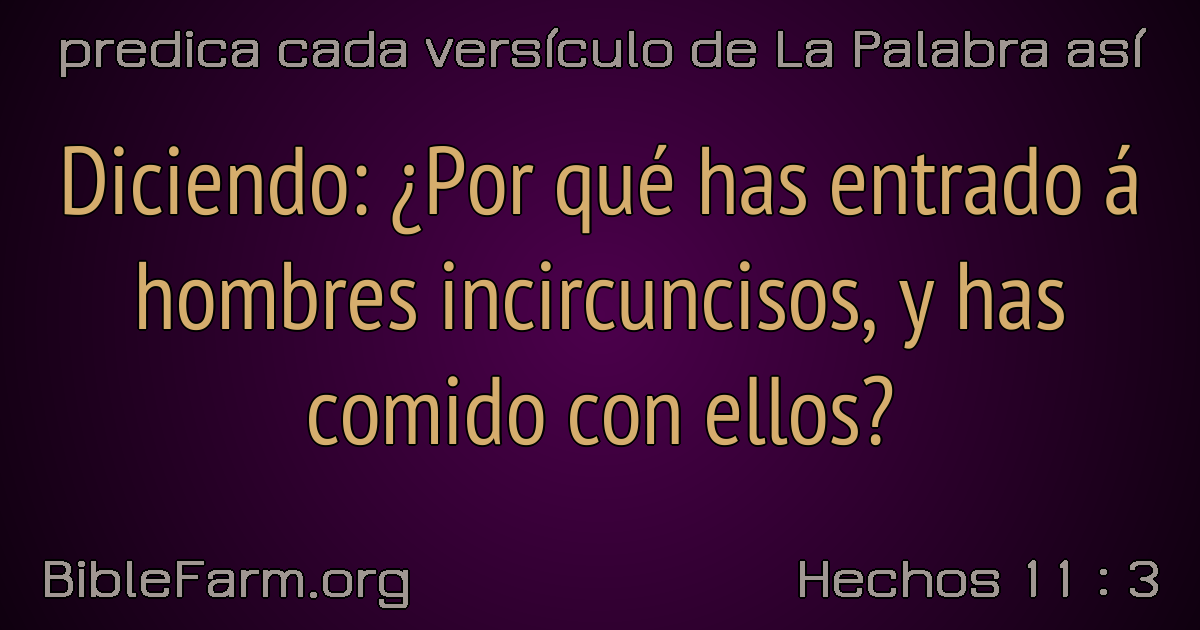 predica cada versículo de La Palabra así
Diciendo: ¿Por qué has entrado á
hombres incircuncisos, y has
comido con ellos?
BibleFarm.org
Hechos 11 : 3